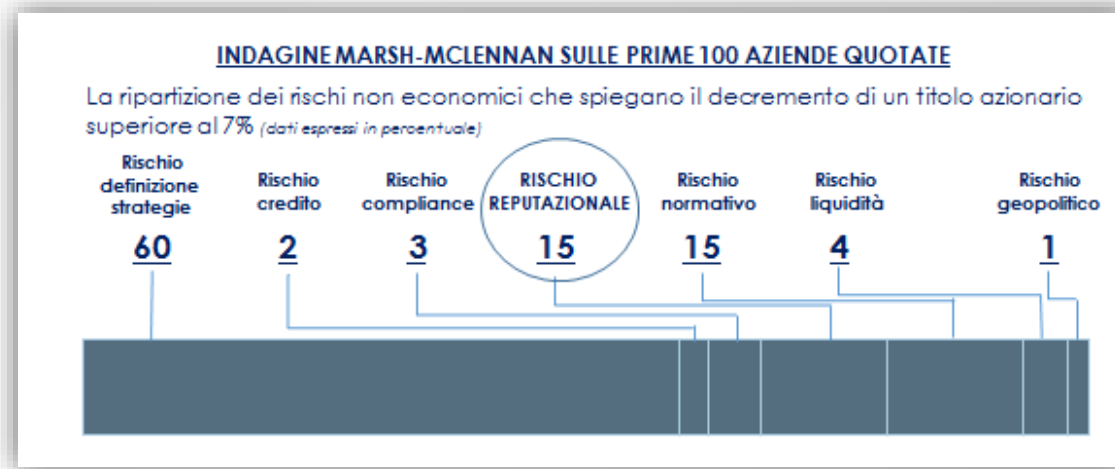 INDAGINE MARSH-MCLENNAN SULLE PRIME 100 AZIENDE QUOTATE
La ripartizione dei rischi non economici che spiegano il decremento di un titolo azionario
superiore al 7% (dati espressi in percentuale)
Rischio
definizione
strategie
60
Rischio
credito
2
Rischio
compliance
3
RISCHIO
REPUTAZIONALE
15
Rischio
normativo
15
Rischio
liquidità
4
Rischio
geopolitico
1